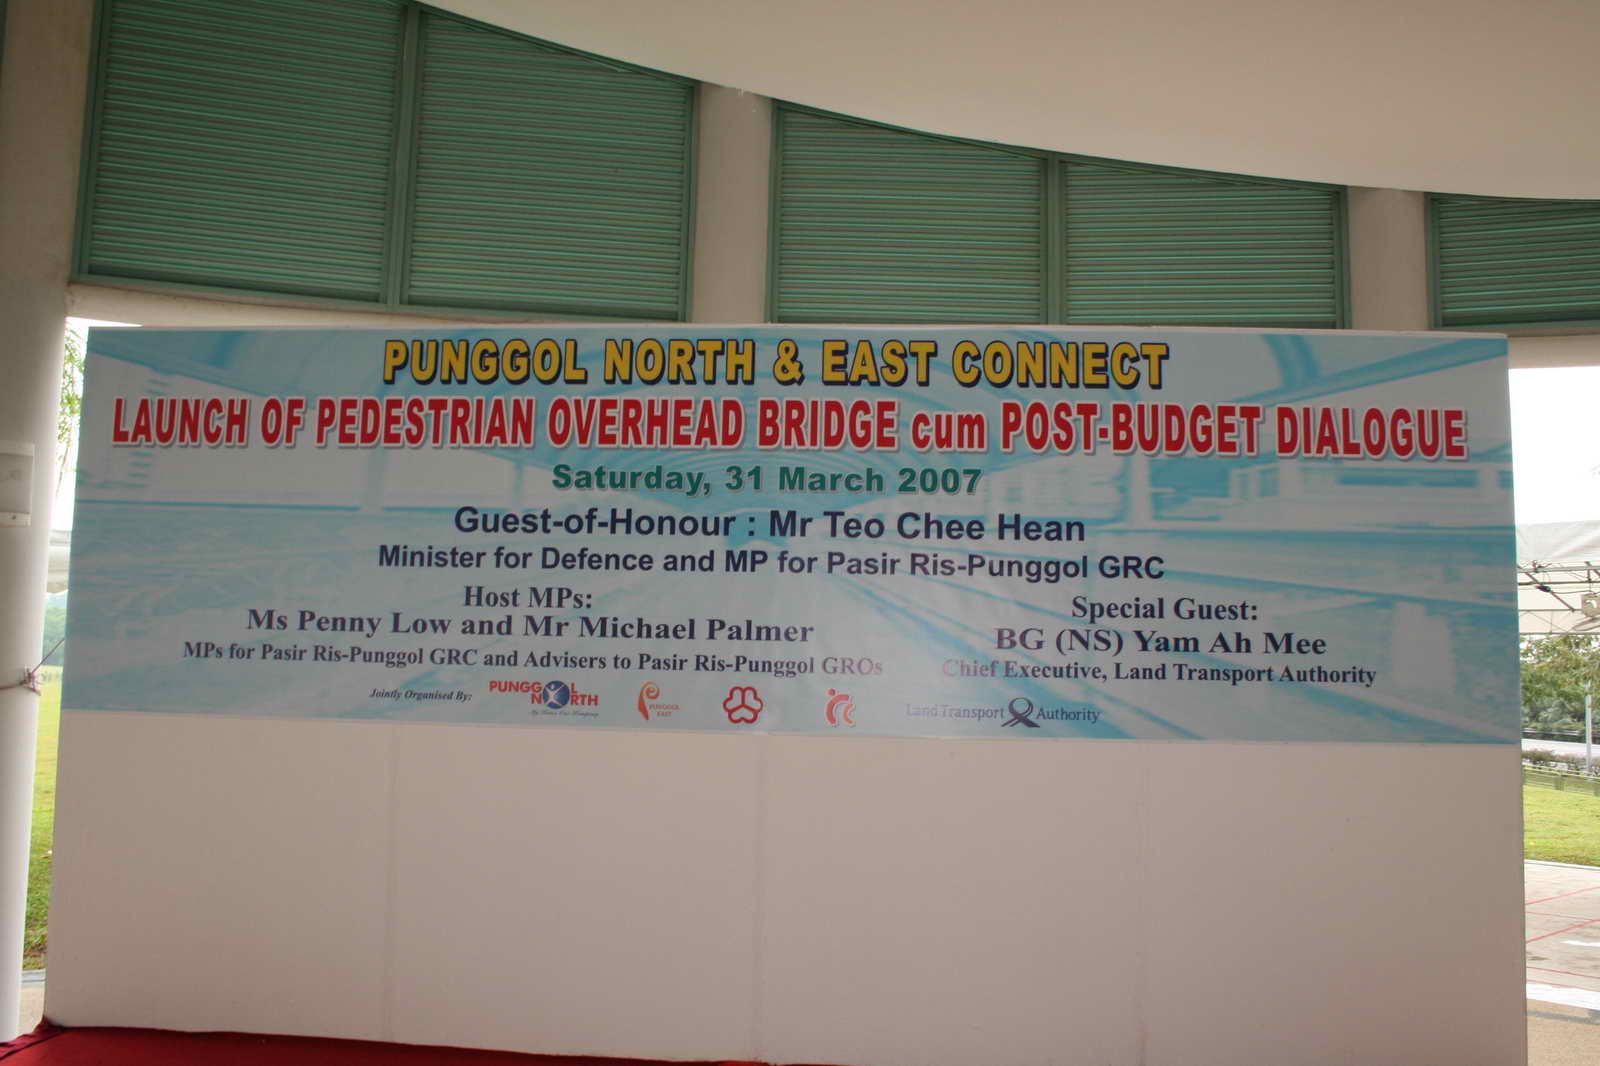 PUNGGOL NORTH & EAST CONNECT
LAUNCH OF PEDESTRIAN OVERHEAD BRIDGE cum POST-BUDGET DIALOGUE
Saturday, 31 March 2007
Guest-of-Honour : Mr Teo Chee Hean
Minister for Defence and MP for Pasir Ris-Punggol GRC
Host MPs:
Ms Penny Low and Mr Michael Palmer
MPs for Pasir Ris-Punggol GRC and Advisers to Pasir Ris-Punggol GROs
Special Guest:
BG (NS) Yam Ah Mee
Chief Executive, Land Transport Authority
Jointly Organised By:
PUNGGOL
NORTH
PUNGGOL
EAST
Land Transport Authority